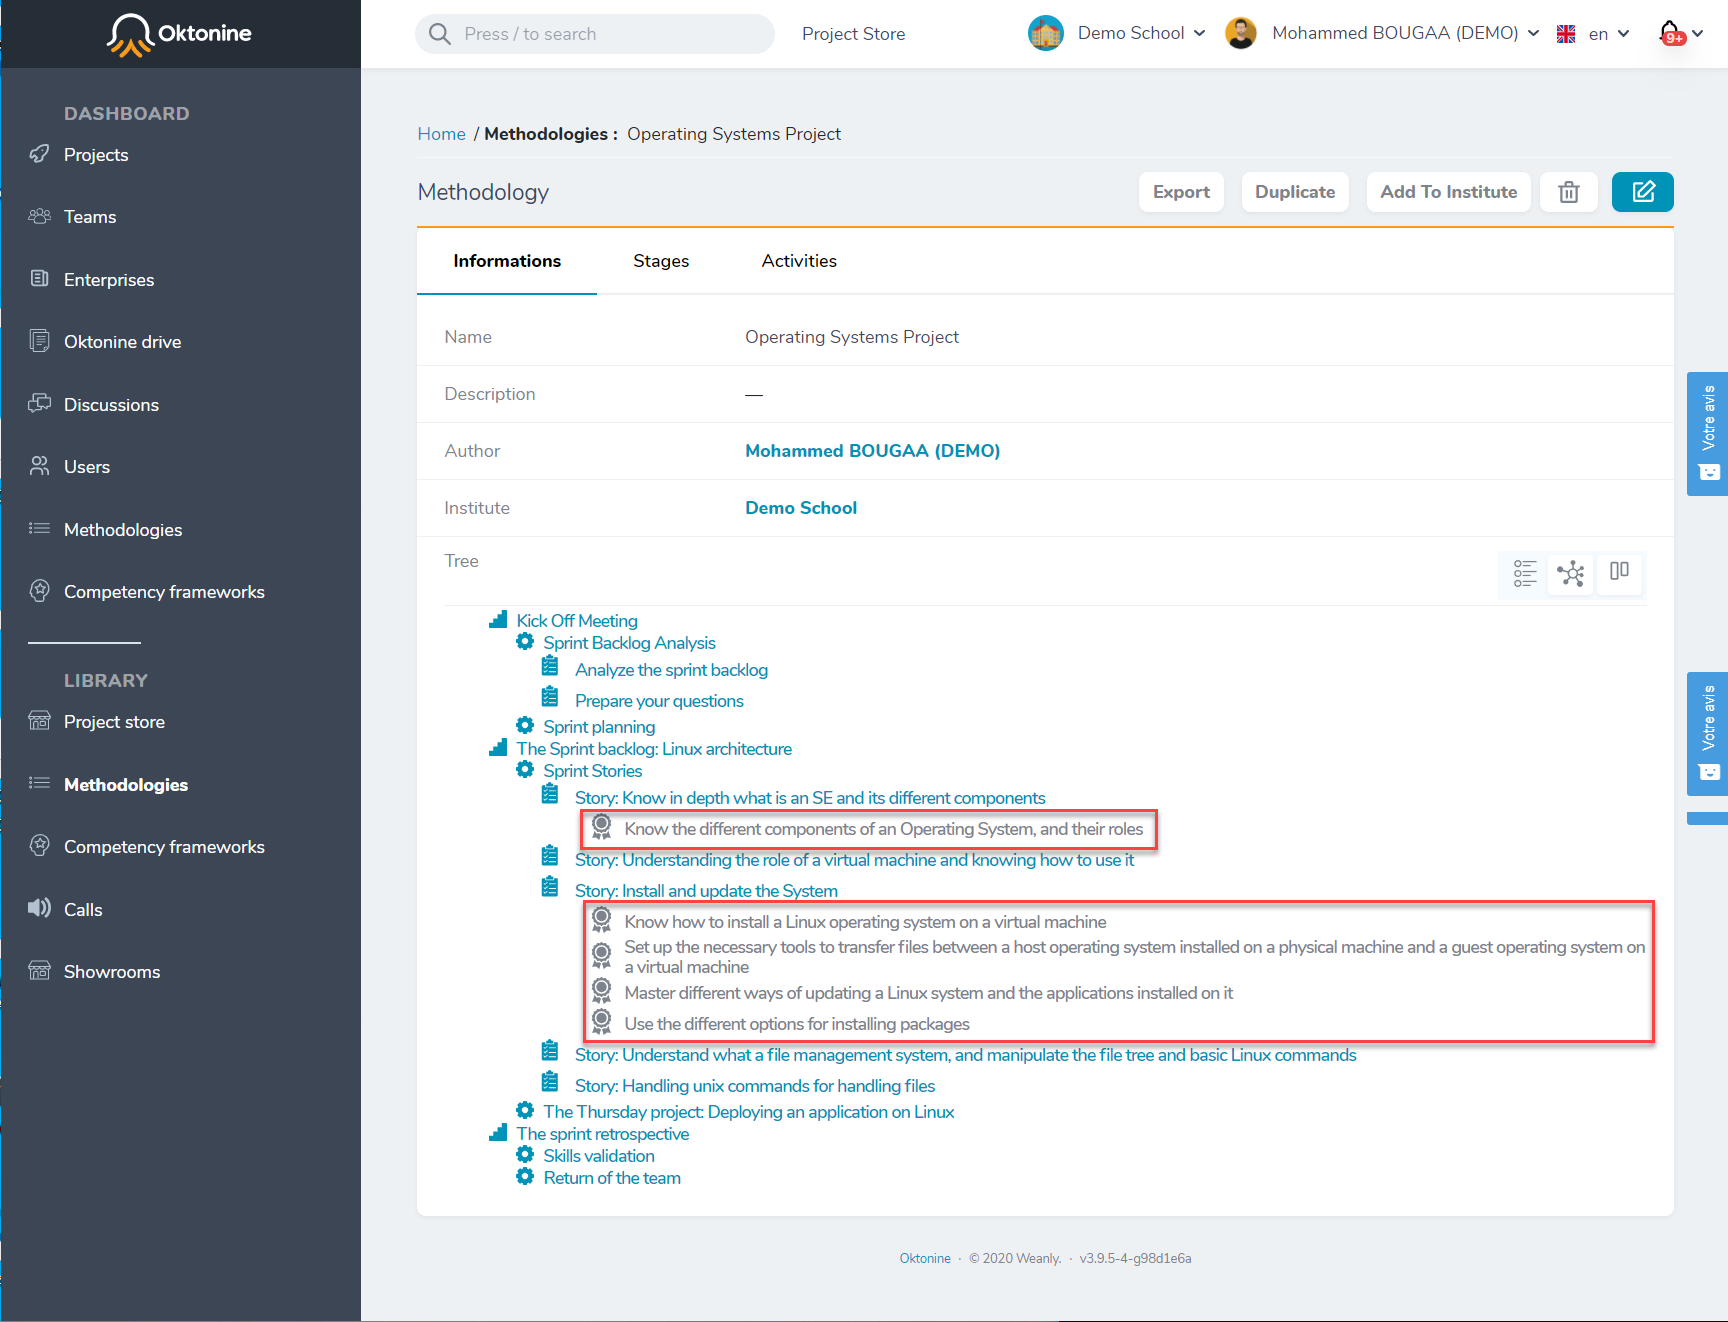 Oktonine
Press / to search
Project Store
Demo School
Mohammed BOUGAA (DEMO)
en
9+
DASHBOARD
Projects
Teams
Enterprises
Oktonine drive
Discussions
Users
Methodologies
Competency frameworks
LIBRARY
Project store
Methodologies
Competency frameworks
Calls
Showrooms
Home / Methodologies : Operating Systems Project
Methodology
Export
Duplicate
Add To Institute
Informations
Stages
Activities
Name
Operating Systems Project
Description
—
Author
Mohammed BOUGAA (DEMO)
Institute
Demo School
Tree
Kick Off Meeting
Sprint Backlog Analysis
Analyze the sprint backlog
Prepare your questions
Sprint planning
The Sprint backlog: Linux architecture
Sprint Stories
Story: Know in depth what is an SE and its different components
Know the different components of an Operating System, and their roles
Story: Understanding the role of a virtual machine and knowing how to use it
Story: Install and update the System
Know how to install a Linux operating system on a virtual machine
Set up the necessary tools to transfer files between a host operating system installed on a physical machine and a guest operating system on
a virtual machine
Master different ways of updating a Linux system and the applications installed on it
Use the different options for installing packages
Story: Understand what a file management system, and manipulate the file tree and basic Linux commands
Story: Handling unix commands for handling files
The Thursday project: Deploying an application on Linux
The sprint retrospective
Skills validation
Return of the team
Votre avis
Votre avis
Oktonine · © 2020 Weanly. · v3.9.5-4-g98d1e6a